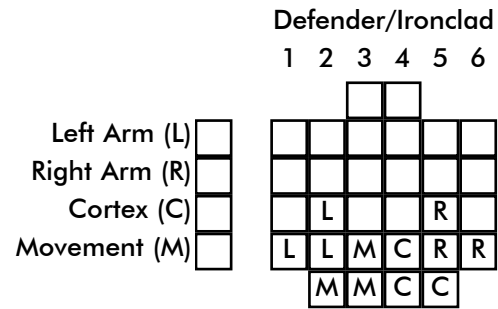 Defender/Ironclad
1 2 3 4 5 6
Left Arm (L)
Right Arm (R)
Cortex (C) L R
Movement (M) L L M C R R
M M C C